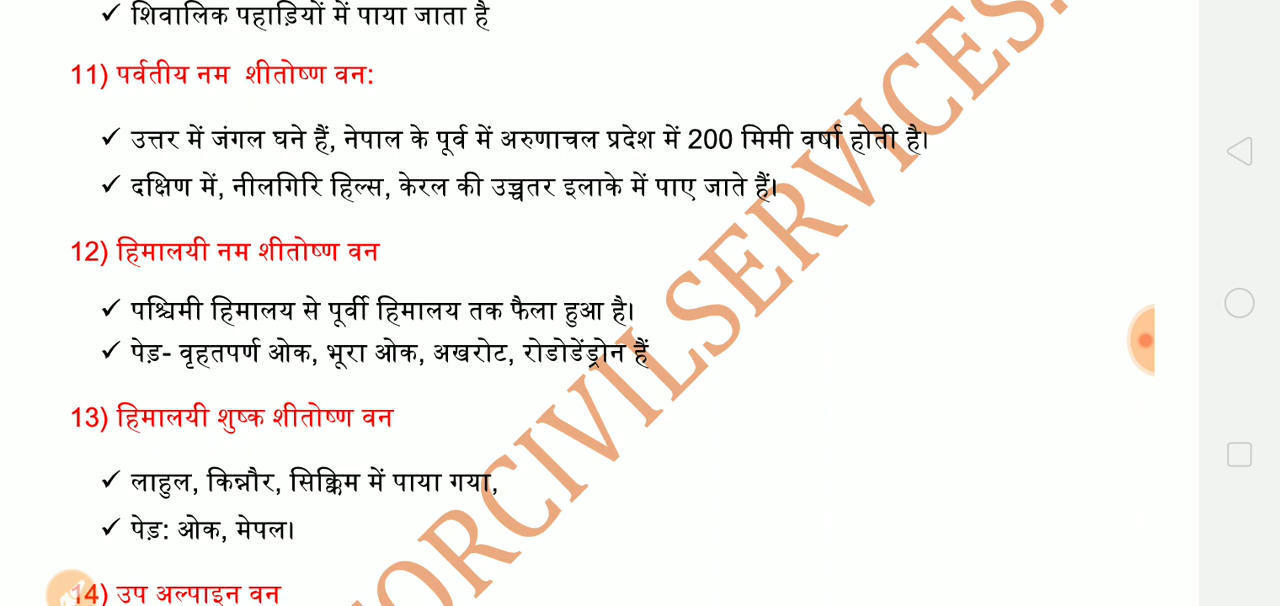 ✓ शिवालिक पहाड़ियों में पाया जाता है
11) पर्वतीय नम शीतोष्ण वन:
✓ उत्तर में जंगल घने हैं, नेपाल के पूर्व में अरुणाचल प्रदेश में 200 मिमी वर्षा होती है।
✓ दक्षिण में, नीलगिरि हिल्स, केरल की उच्चतर इलाके में पाए जाते हैं।
12) हिमालयी नम शीतोष्ण वन
✓ पश्चिमी हिमालय से पूर्वी हिमालय तक फैला हुआ है।
✓ पेड़- वृहतपर्ण ओक, भूरा ओक, अखरोट, रोडोडेंड्रोन हैं
13) हिमालयी शुष्क शीतोष्ण वन
✓ लाहुल, किन्नौर, सिक्किम में पाया गया,
✓ पेड़: ओक, मेपल।
14) उप अल्पाइन वन
ORCIVILSERVICES.